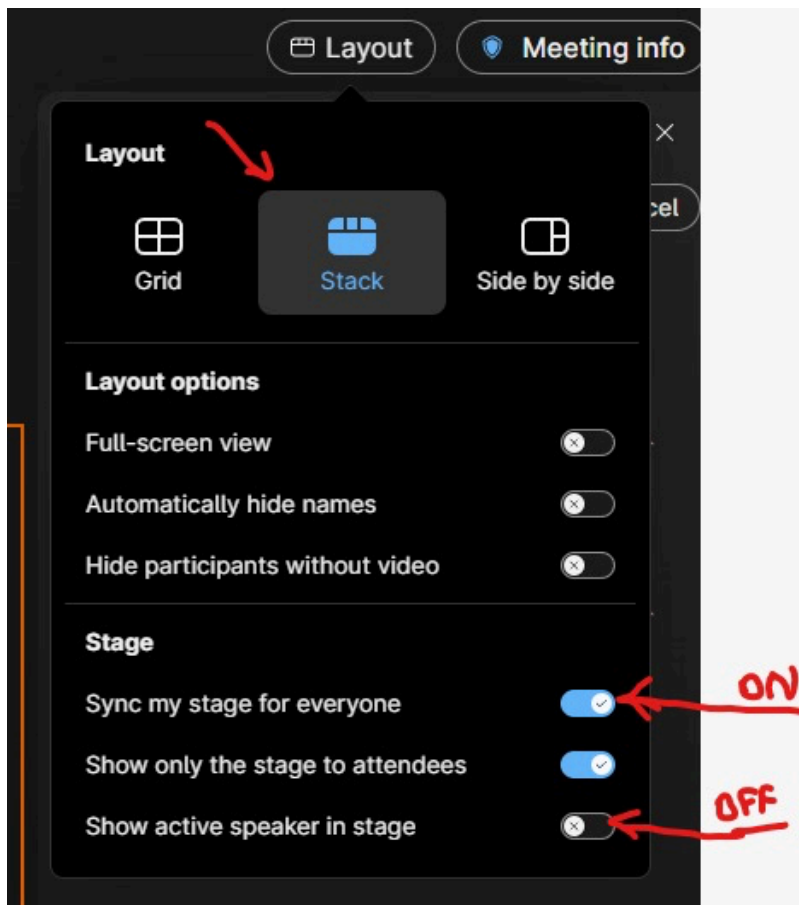 Layout Meeting info
Layout
cel
Grid Stack Side by side
Layout options
Full-screen view
Automatically hide names
Hide participants without video
Stage
Sync my stage for everyone ON
Show only the stage to attendees
Show active speaker in stage OFF